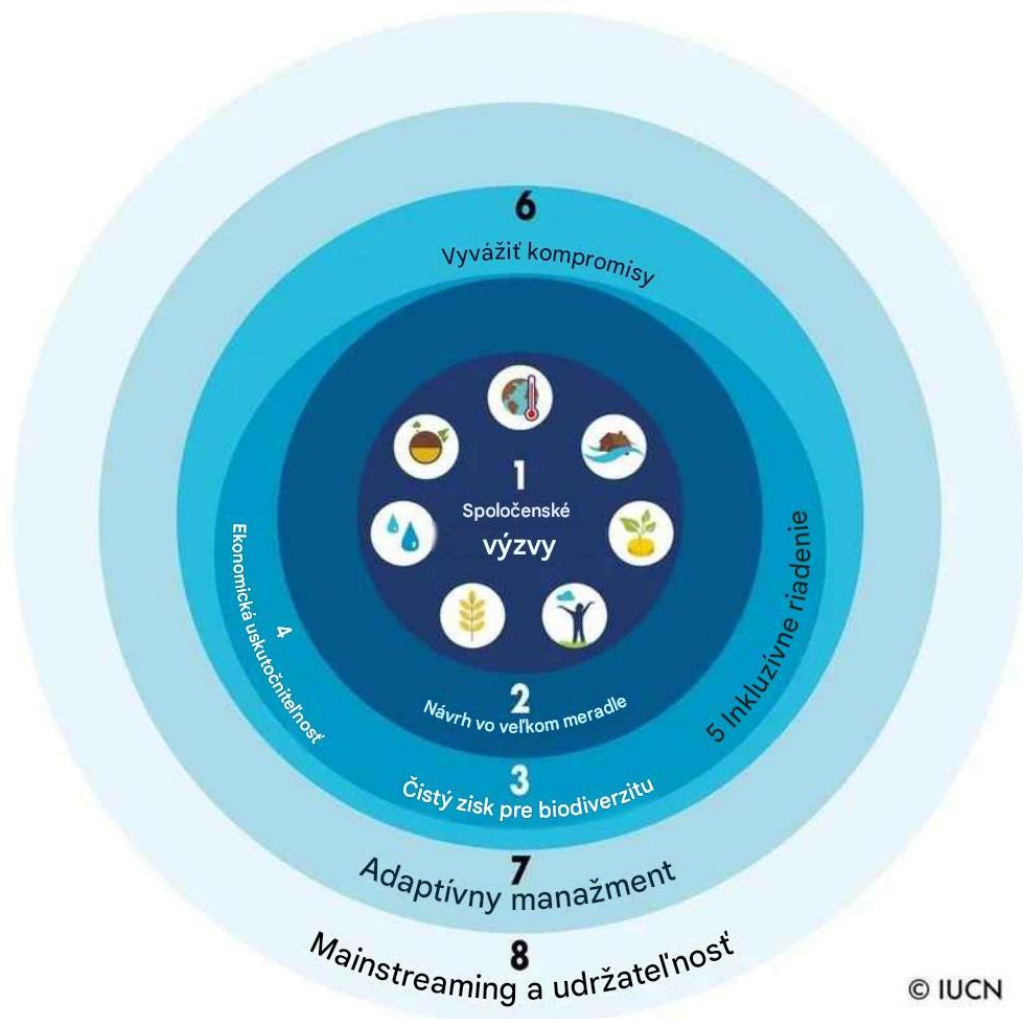 6
Vyvážiť kompromisy
1
Spoločenské
výzvy
4
Ekonomická uskutočniteľnosť
5 Inkluzívne riadenie
2
Návrh vo veľkom meradle
3
Čistý zisk pre biodiverzitu
7
Adaptívny manažment
8
Mainstreaming a udržateľnosť
© IUCN